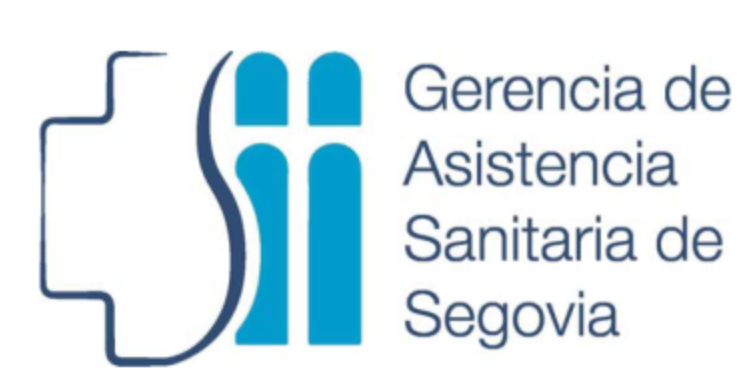 Gerencia de
Asistencia
Sanitaria de
Segovia